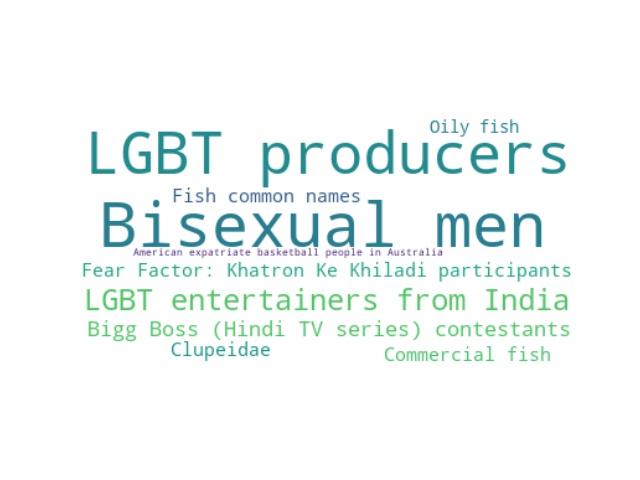 Oily fish
LGBT producers
Fish common names
Bisexual men
American expatriate basketball people in Australia
Fear Factor: Khatron Ke Khiladi participants
LGBT entertainers from India
Bigg Boss (Hindi TV series) contestants
Clupeidae
Commercial fish